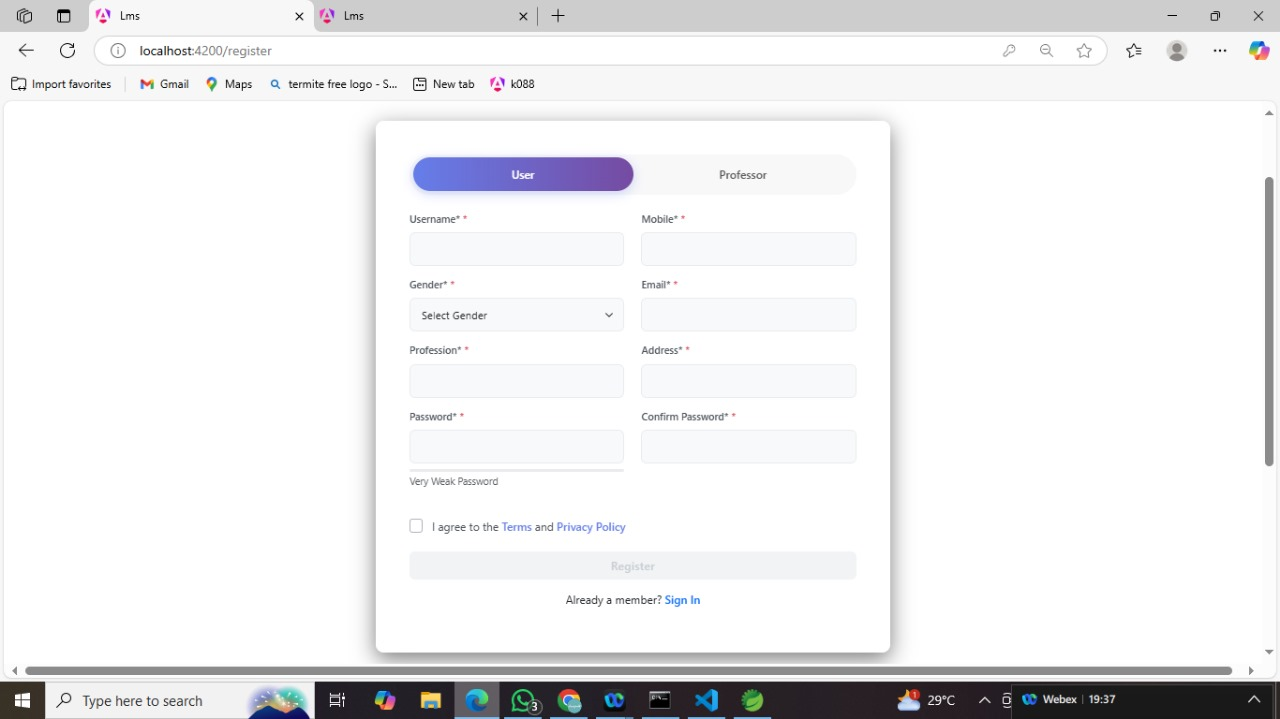 Lms
Lms
localhost:4200/register
Import favorites
Gmail
Maps
termite free logo - S...
New tab
k088
User
Professor
Username* *
Mobile* *
Gender* *
Email* *
Select Gender
Profession* *
Address* *
Password* *
Confirm Password* *
Very Weak Password
I agree to the Terms and Privacy Policy
Register
Already a member? Sign In
Type here to search
3
1
29°C
Webex
19:37